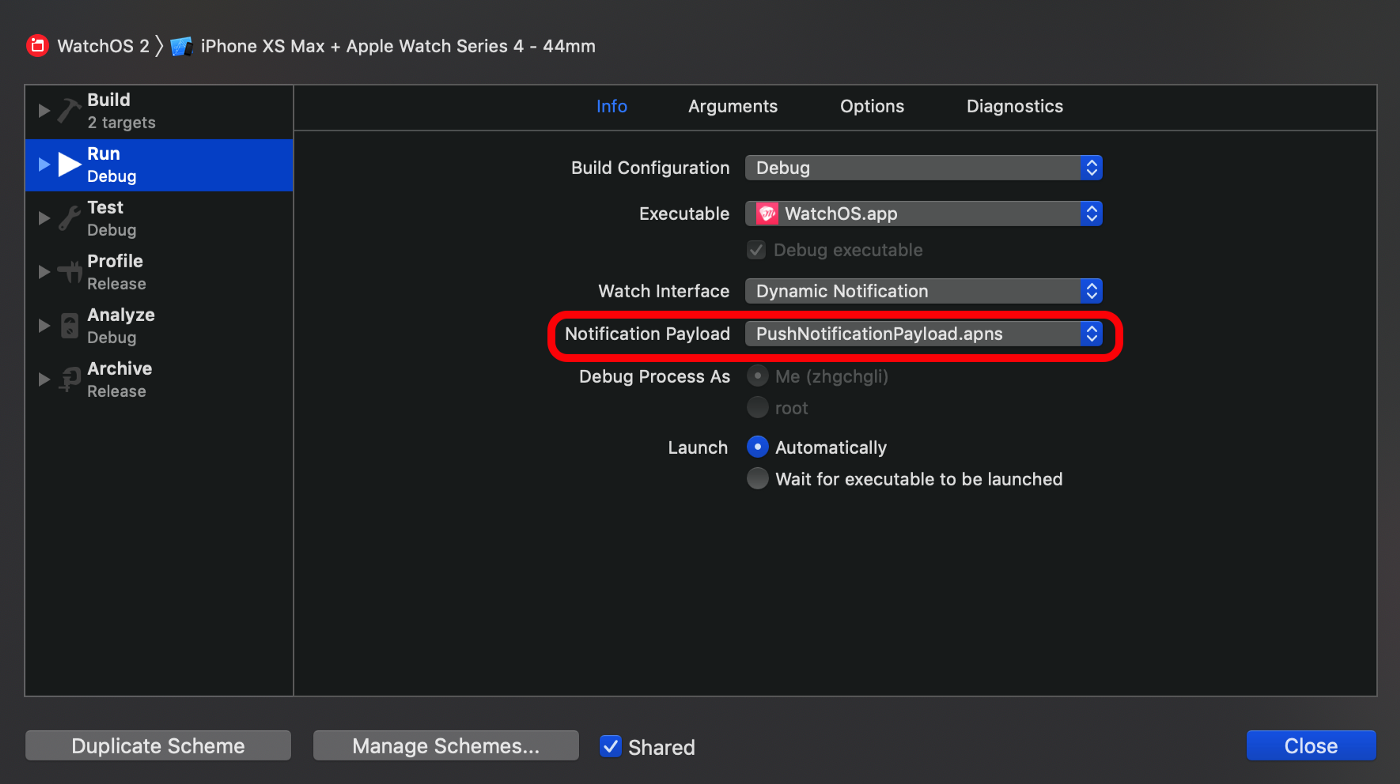 WatchOS 2 〉 iPhone XS Max + Apple Watch Series 4 - 44mm
Build
2 targets
Run
Debug
Test
Debug
Profile
Release
Analyze
Debug
Archive
Release
Info Arguments Options Diagnostics
Build Configuration Debug
Executable WatchOS.app
Debug executable
Watch Interface Dynamic Notification
Notification Payload PushNotificationPayload.apns
Debug Process As Me (zhgchgli)
root
Launch Automatically
Wait for executable to be launched
Duplicate Scheme Manage Schemes... Shared Close